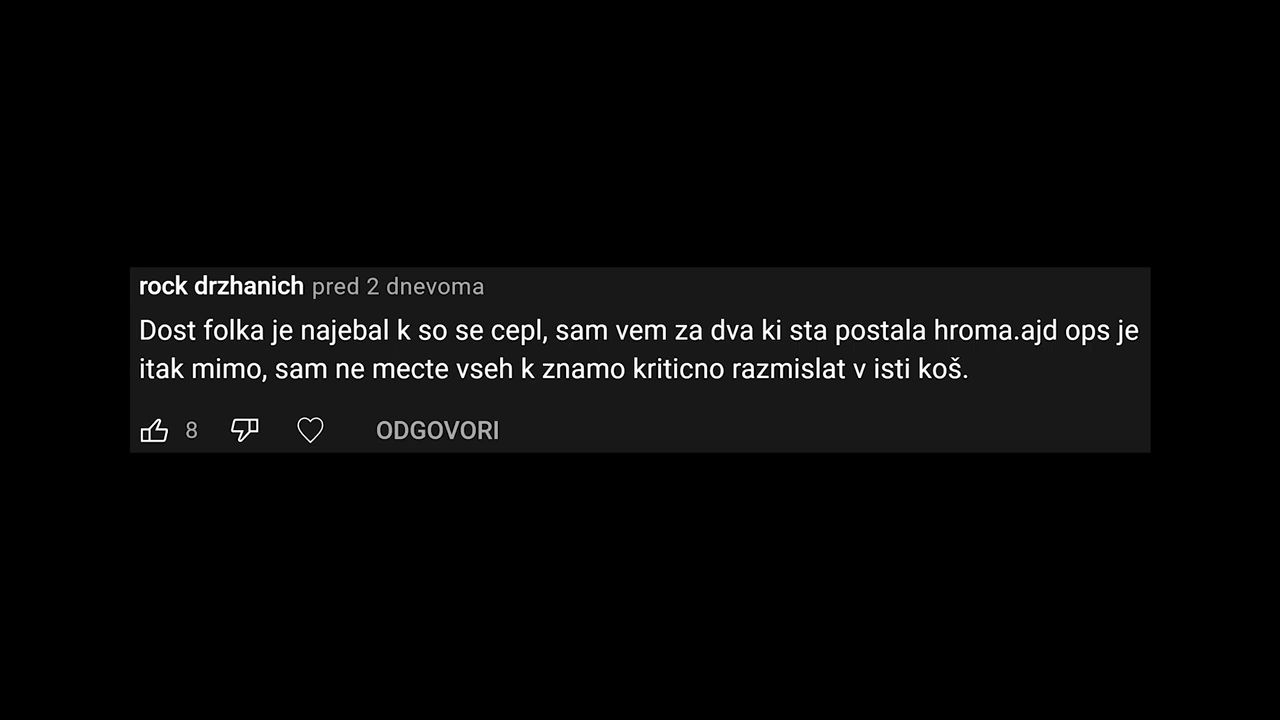 rock drzhanich pred 2 dnevoma
Dost folka je najebal k so se cepl, sam vem za dva ki sta postala hroma.ajd ops je
itak mimo, sam ne mecte vseh k znamo kriticno razmislat v isti koš.
8 ODGOVORI